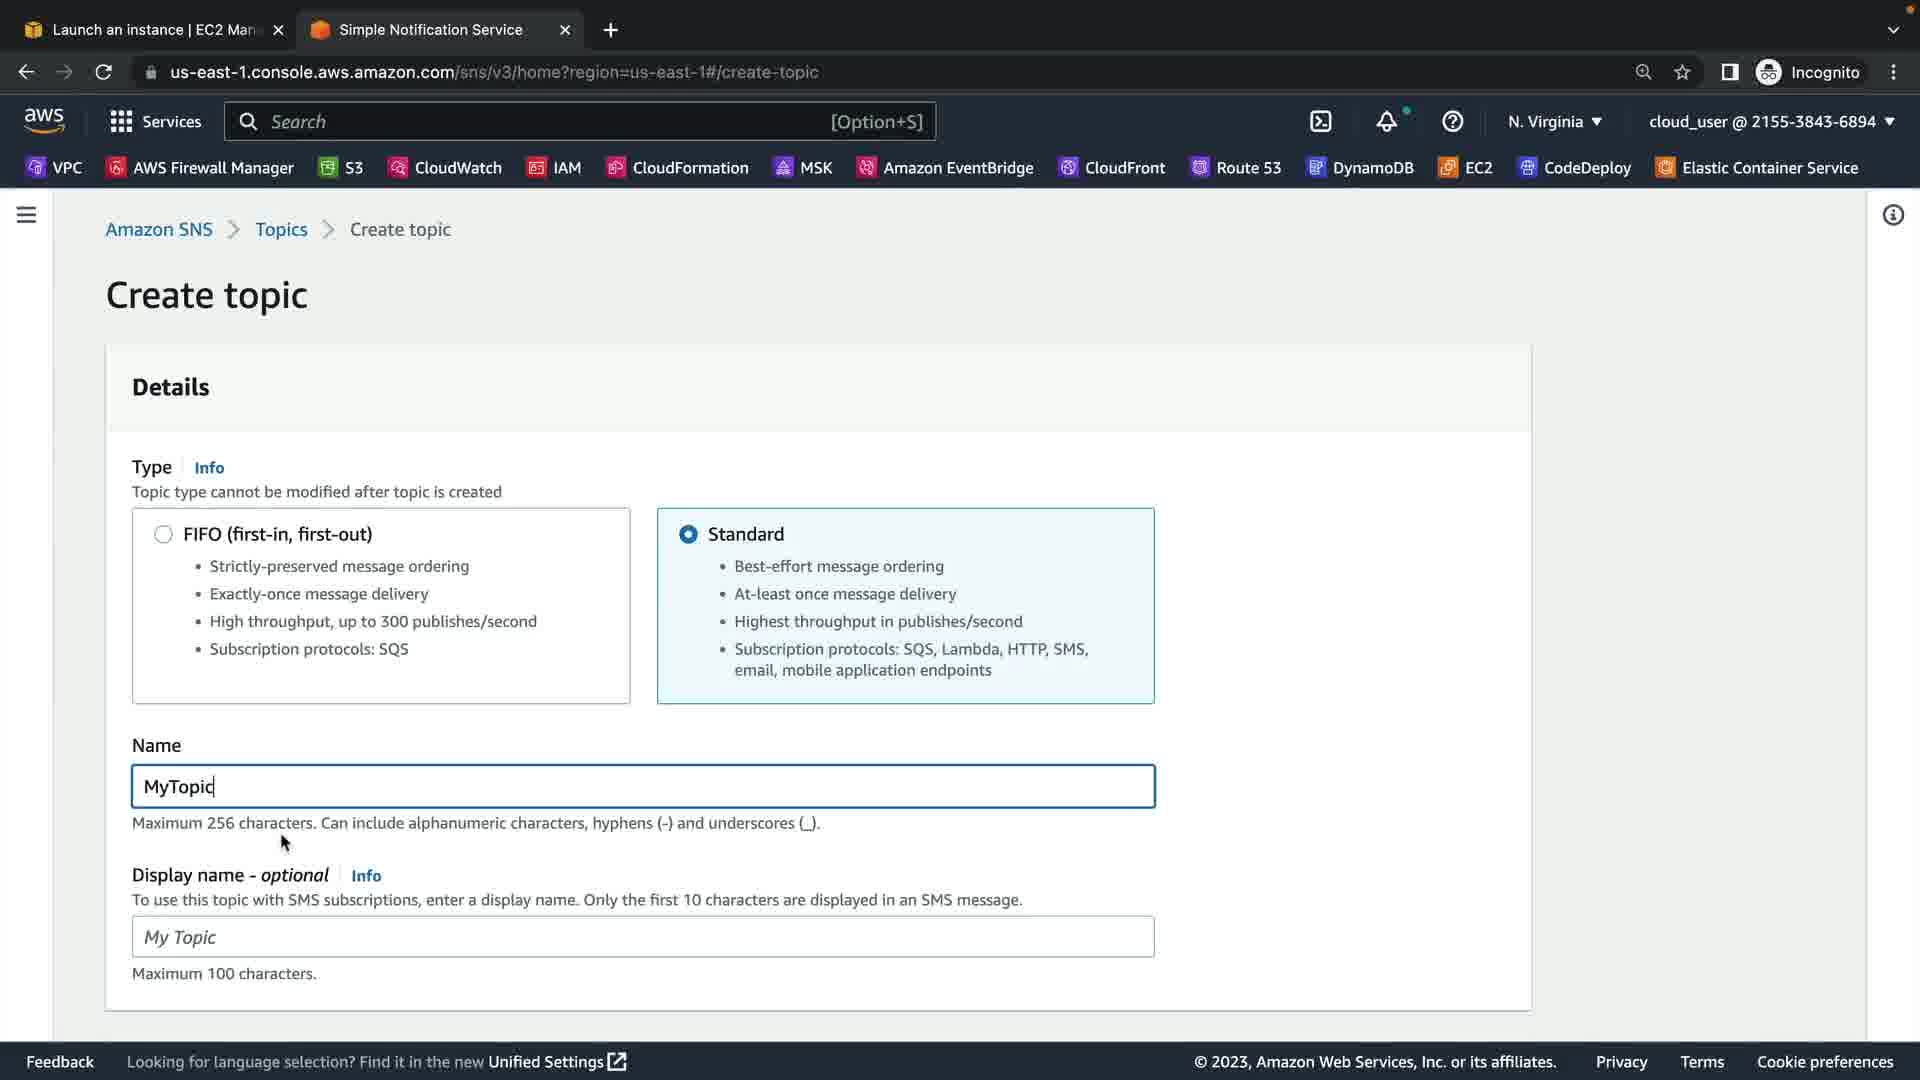 Launch an instance | EC2 Man
Simple Notification Service
us-east-1.console.aws.amazon.com/sns/v3/home?region=us-east-1#/create-topic
Incognito
aws
Services
Search
[Option+S]
N. Virginia
cloud_user @ 2155-3843-6894
VPC
AWS Firewall Manager
S3
CloudWatch
IAM
CloudFormation
MSK
Amazon EventBridge
CloudFront
Route 53
DynamoDB
EC2
CodeDeploy
Elastic Container Service
Amazon SNS
Topics
Create topic
Create topic
Details
Type
Info
Topic type cannot be modified after topic is created
FIFO (first-in, first-out)
• Strictly-preserved message ordering
• Exactly-once message delivery
• High throughput, up to 300 publishes/second
• Subscription protocols: SQS
Standard
• Best-effort message ordering
• At-least once message delivery
• Highest throughput in publishes/second
• Subscription protocols: SQS, Lambda, HTTP, SMS,
email, mobile application endpoints
Name
MyTopic
Maximum 256 characters. Can include alphanumeric characters, hyphens (-) and underscores (_).
Display name - optional
Info
To use this topic with SMS subscriptions, enter a display name. Only the first 10 characters are displayed in an SMS message.
My Topic
Maximum 100 characters.
Feedback
Looking for language selection? Find it in the new Unified Settings
© 2023, Amazon Web Services, Inc. or its affiliates.
Privacy
Terms
Cookie preferences